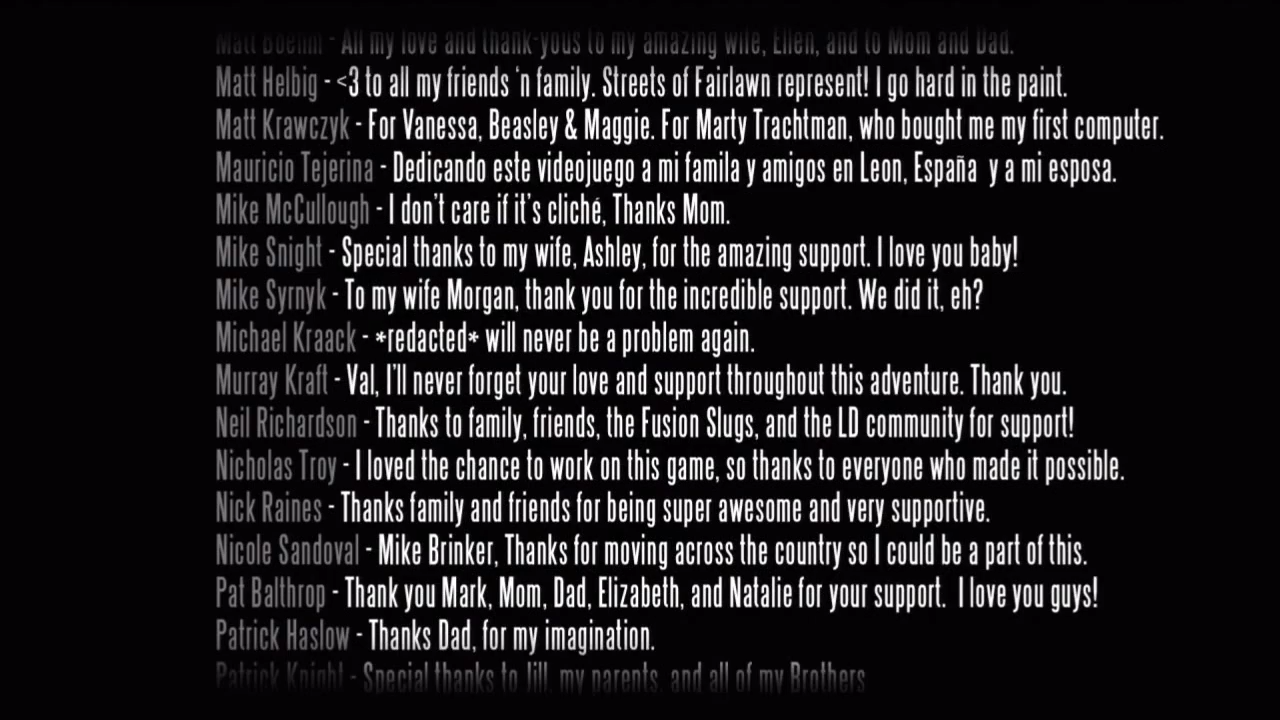 Matt Boehm - All my love and thank-yous to my amazing wife, Ellen, and to Mom and Dad.
Matt Helbig - <3 to all my friends 'n family. Streets of Fairlawn represent! I go hard in the paint.
Matt Krawczyk - For Vanessa, Beasley & Maggie. For Marty Trachtman, who bought me my first computer.
Mauricio Tejerina - Dedicando este videojuego a mi famila y amigos en Leon, España  y a mi esposa.
Mike McCullough - I don't care if it's cliché, Thanks Mom.
Mike Snight - Special thanks to my wife, Ashley, for the amazing support. I love you baby!
Mike Syrnyk - To my wife Morgan, thank you for the incredible support. We did it, eh?
Michael Kraack - *redacted* will never be a problem again.
Murray Kraft - Val, I'll never forget your love and support throughout this adventure. Thank you.
Neil Richardson - Thanks to family, friends, the Fusion Slugs, and the LD community for support!
Nicholas Troy - I loved the chance to work on this game, so thanks to everyone who made it possible.
Nick Raines - Thanks family and friends for being super awesome and very supportive.
Nicole Sandoval - Mike Brinker, Thanks for moving across the country so I could be a part of this.
Pat Balthrop - Thank you Mark, Mom, Dad, Elizabeth, and Natalie for your support.  I love you guys!
Patrick Haslow - Thanks Dad, for my imagination.
Patrick Knight - Special thanks to Jill, my parents, and all of my Brothers